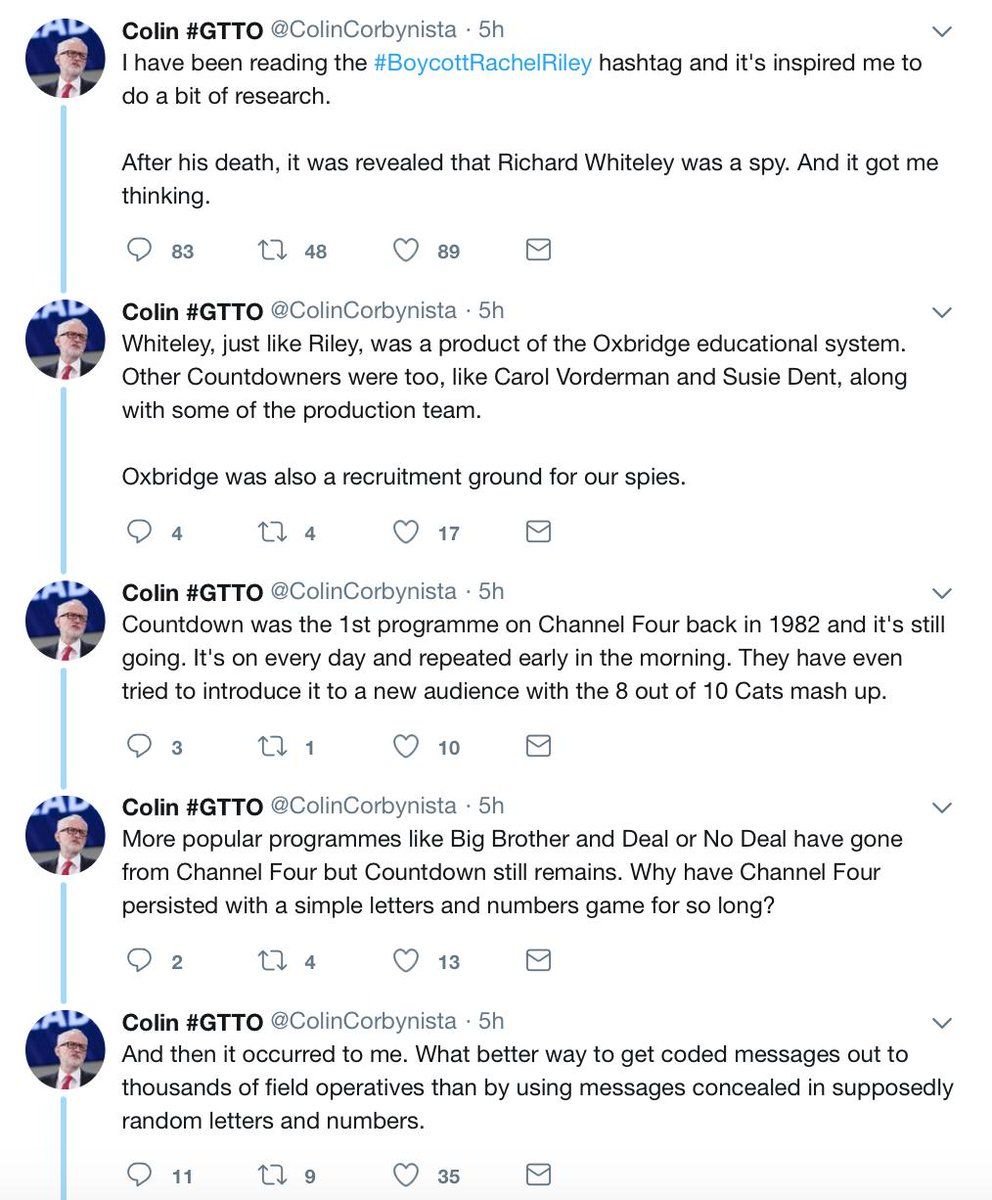 Colin #GTTO @ColinCorbynista · 5h
I have been reading the #BoycottRachelRiley hashtag and it's inspired me to
do a bit of research.
After his death, it was revealed that Richard Whiteley was a spy. And it got me
thinking.
83 48 89
Colin #GTTO @ColinCorbynista · 5h
Whiteley, just like Riley, was a product of the Oxbridge educational system.
Other Countdowners were too, like Carol Vorderman and Susie Dent, along
with some of the production team.
Oxbridge was also a recruitment ground for our spies.
4 4 17
Colin #GTTO @ColinCorbynista · 5h
Countdown was the 1st programme on Channel Four back in 1982 and it's still
going. It's on every day and repeated early in the morning. They have even
tried to introduce it to a new audience with the 8 out of 10 Cats mash up.
3 1 10
Colin #GTTO @ColinCorbynista · 5h
More popular programmes like Big Brother and Deal or No Deal have gone
from Channel Four but Countdown still remains. Why have Channel Four
persisted with a simple letters and numbers game for so long?
2 4 13
Colin #GTTO @ColinCorbynista · 5h
And then it occurred to me. What better way to get coded messages out to
thousands of field operatives than by using messages concealed in supposedly
random letters and numbers.
11 9 35